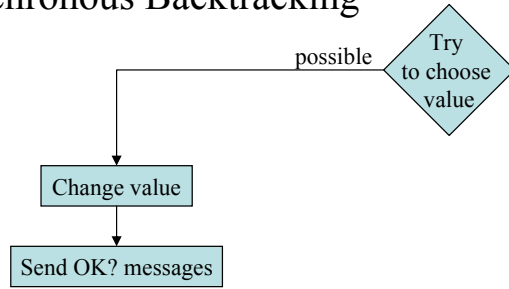 chronous Backtracking
possible
Try
to choose
value
Change value
Send OK? messages